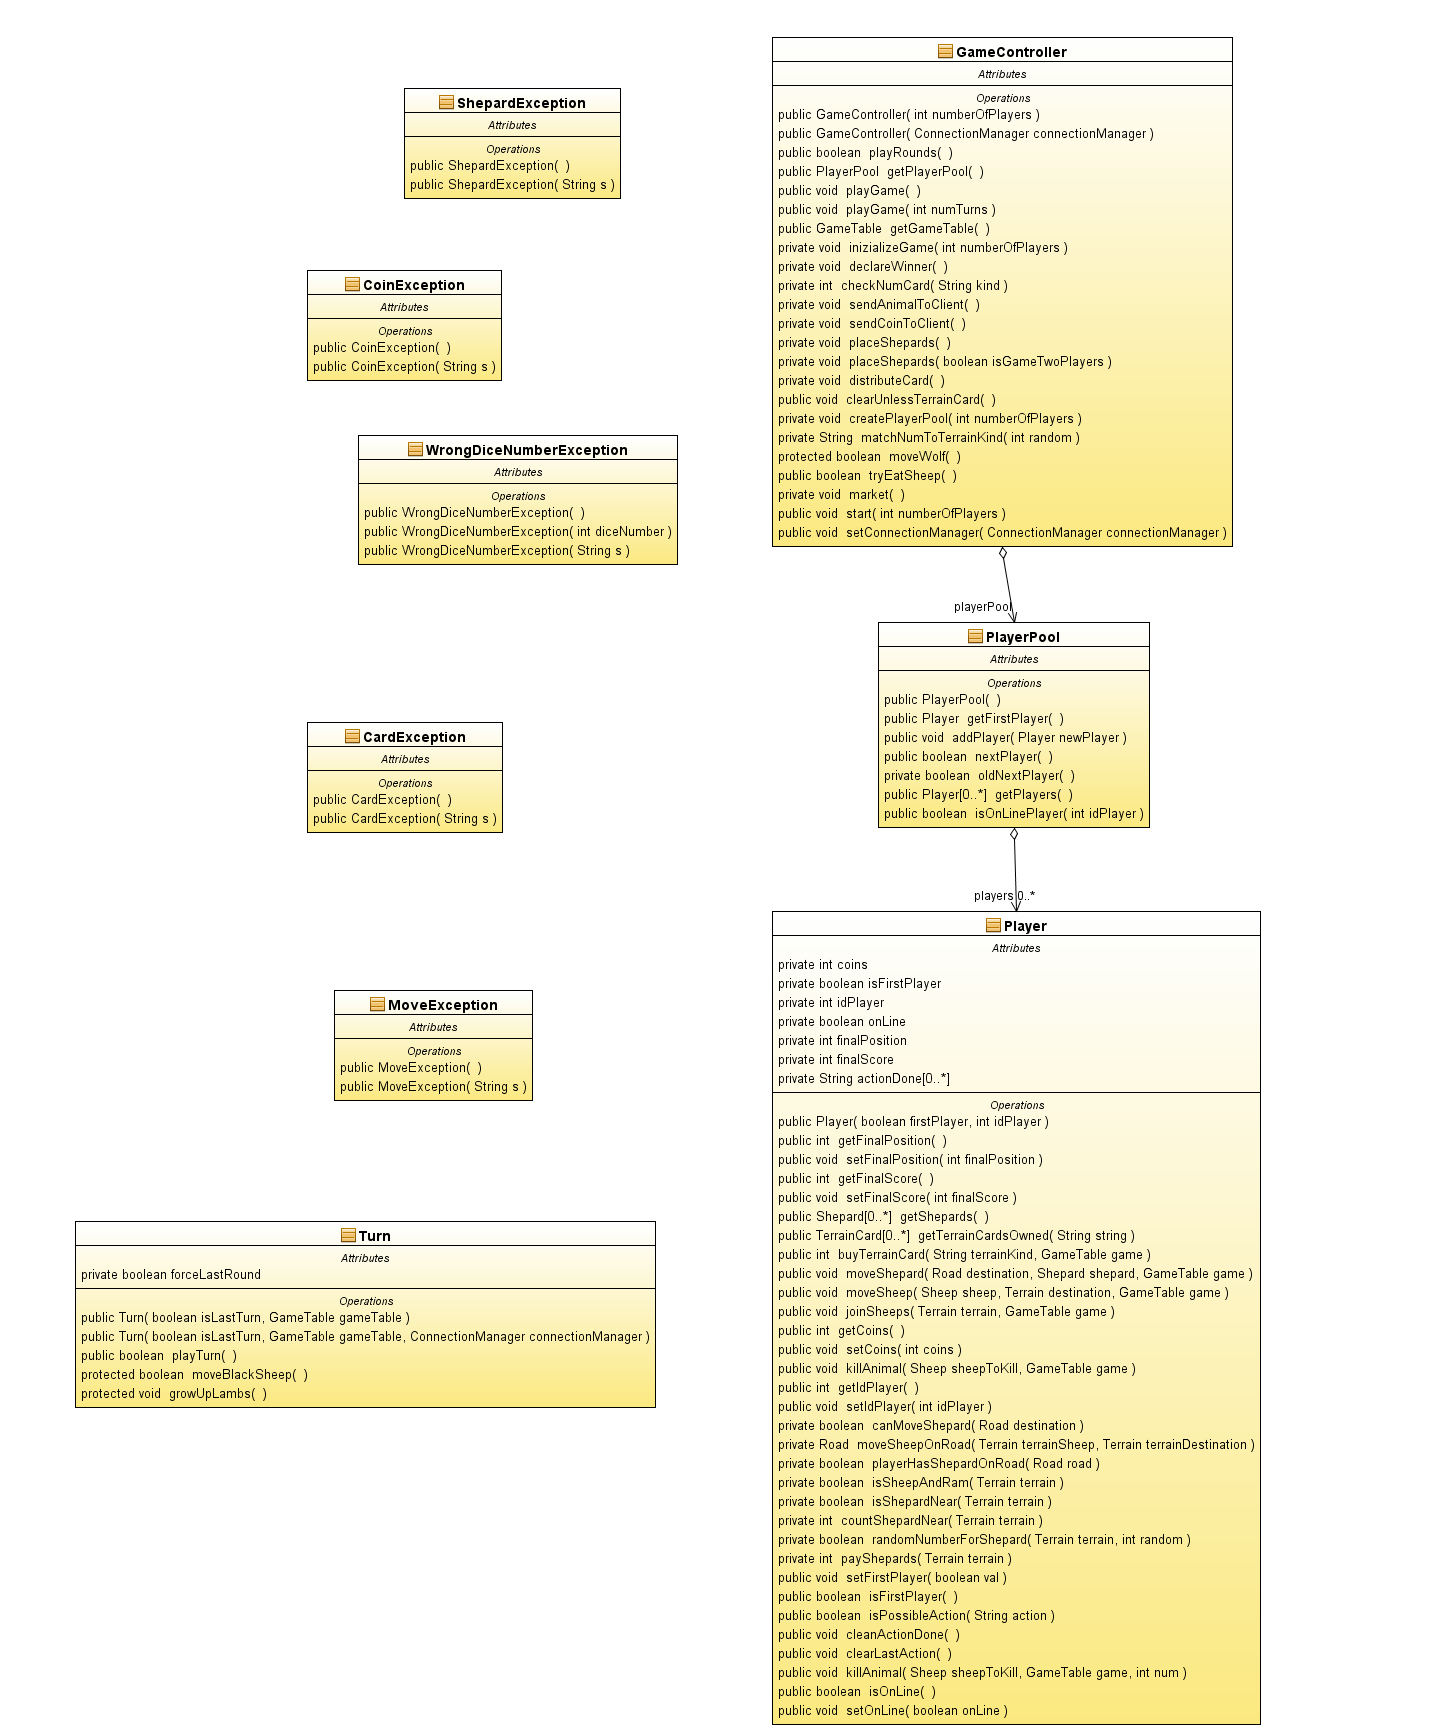 ShepardException
Attributes
Operations
public ShepardException(  )
public ShepardException( String s )
CoinException
Attributes
Operations
public CoinException(  )
public CoinException( String s )
WrongDiceNumberException
Attributes
Operations
public WrongDiceNumberException(  )
public WrongDiceNumberException( int diceNumber )
public WrongDiceNumberException( String s )
CardException
Attributes
Operations
public CardException(  )
public CardException( String s )
MoveException
Attributes
Operations
public MoveException(  )
public MoveException( String s )
Turn
Attributes
private boolean forceLastRound
Operations
public Turn( boolean isLastTurn, GameTable gameTable )
public Turn( boolean isLastTurn, GameTable gameTable, ConnectionManager connectionManager )
public boolean  playTurn(  )
protected boolean  moveBlackSheep(  )
protected void  growUpLambs(  )
GameController
Attributes
Operations
public GameController( int numberOfPlayers )
public GameController( ConnectionManager connectionManager )
public boolean  playRounds(  )
public PlayerPool  getPlayerPool(  )
public void  playGame(  )
public void  playGame( int numTurns )
public GameTable  getGameTable(  )
private void  inizializeGame( int numberOfPlayers )
private void  declareWinner(  )
private int  checkNumCard( String kind )
private void  sendAnimalToClient(  )
private void  sendCoinToClient(  )
private void  placeShepards(  )
private void  placeShepards( boolean isGameTwoPlayers )
private void  distributeCard(  )
public void  clearUnlessTerrainCard(  )
private void  createPlayerPool( int numberOfPlayers )
private String  matchNumToTerrainKind( int random )
protected boolean  moveWolf(  )
public boolean  tryEatSheep(  )
private void  market(  )
public void  start( int numberOfPlayers )
public void  setConnectionManager( ConnectionManager connectionManager )
playerPool
PlayerPool
Attributes
Operations
public PlayerPool(  )
public Player  getFirstPlayer(  )
public void  addPlayer( Player newPlayer )
public boolean  nextPlayer(  )
private boolean  oldNextPlayer(  )
public Player[0..*]  getPlayers(  )
public boolean  isOnLinePlayer( int idPlayer )
players 0..*
Player
Attributes
private int coins
private boolean isFirstPlayer
private int idPlayer
private boolean onLine
private int finalPosition
private int finalScore
private String actionDone[0..*]
Operations
public Player( boolean firstPlayer, int idPlayer )
public int  getFinalPosition(  )
public void  setFinalPosition( int finalPosition )
public int  getFinalScore(  )
public void  setFinalScore( int finalScore )
public Shepard[0..*]  getShepards(  )
public TerrainCard[0..*]  getTerrainCardsOwned( String string )
public int  buyTerrainCard( String terrainKind, GameTable game )
public void  moveShepard( Road destination, Shepard shepard, GameTable game )
public void  moveSheep( Sheep sheep, Terrain destination, GameTable game )
public void  joinSheeps( Terrain terrain, GameTable game )
public int  getCoins(  )
public void  setCoins( int coins )
public void  killAnimal( Sheep sheepToKill, GameTable game )
public int  getIdPlayer(  )
public void  setIdPlayer( int idPlayer )
private boolean  canMoveShepard( Road destination )
private Road  moveSheepOnRoad( Terrain terrainSheep, Terrain terrainDestination )
private boolean  playerHasShepardOnRoad( Road road )
private boolean  isSheepAndRam( Terrain terrain )
private boolean  isShepardNear( Terrain terrain )
private int  countShepardNear( Terrain terrain )
private boolean  randomNumberForShepard( Terrain terrain, int random )
private int  payShepards( Terrain terrain )
public void  setFirstPlayer( boolean val )
public boolean  isFirstPlayer(  )
public boolean  isPossibleAction( String action )
public void  cleanActionDone(  )
public void  clearLastAction(  )
public void  killAnimal( Sheep sheepToKill, GameTable game, int num )
public boolean  isOnLine(  )
public void  setOnLine( boolean onLine )